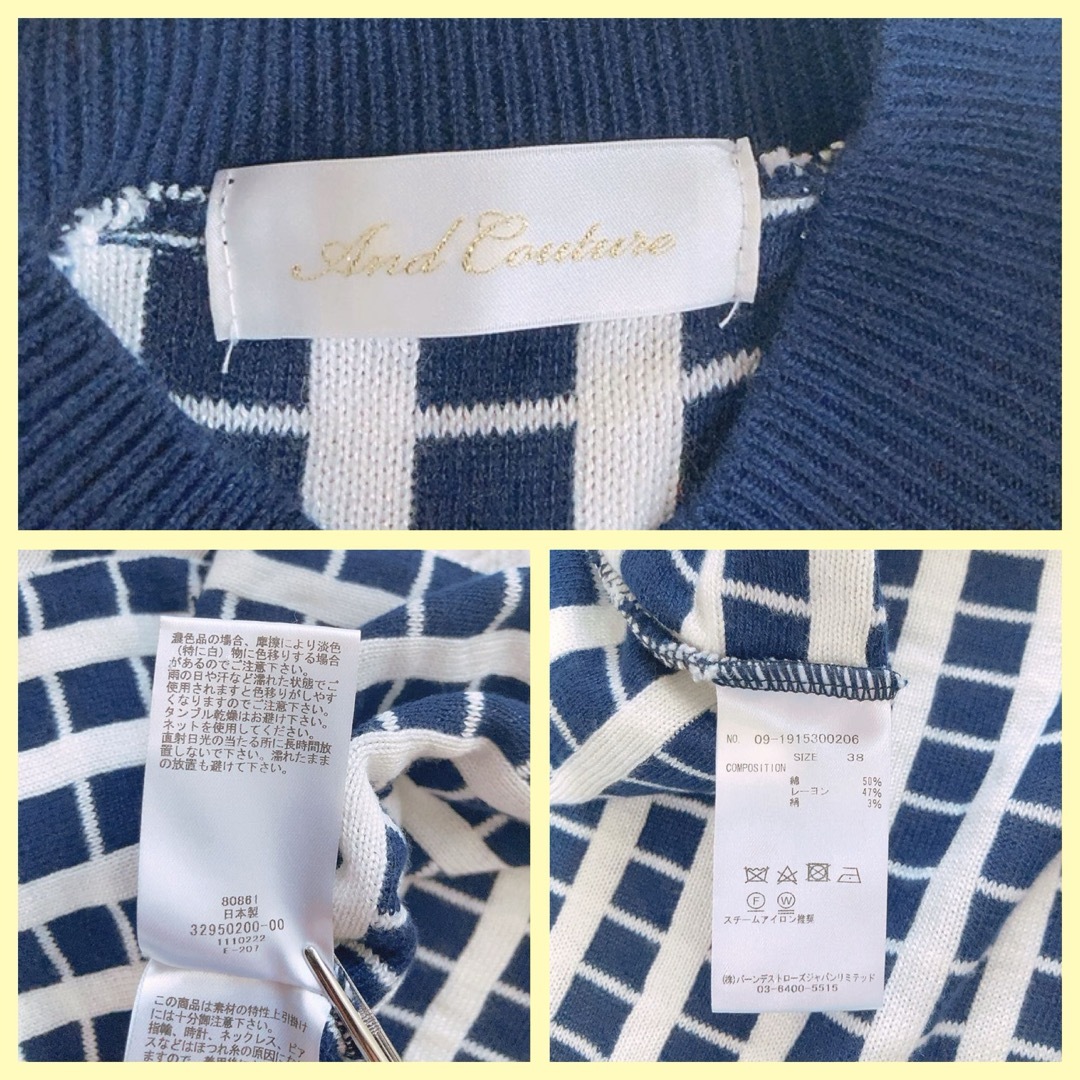 And Couture
濃色品の場合、摩擦により淡色
(特に白)物に色移りする場合
があるのでご注意下さい。
雨の日や汗など濡れた状態でご
使用されますと色移りがしやす
くなりますのでご注意下さい。
タンブル乾燥はお避け下さい。
ネットを使用してください。
直射日光の当たる所に長時間放
置しないで下さい。濡れたまま
の放置も避けて下さい。
80861
日本製
32950200-00
1110222
E-207
この商品は素材の特性上引掛け
には十分御注意下さい。
指輪、時計、ネックレス、ピア
スなどはほつれ糸の原因に
ますので
NO. 09-1915300206
SIZE 38
COMPOSITION
綿 50%
レーヨン 47%
絹 3%
F W
スチームアイロン推奨
(株)バーンデストローズジャパンリミテッド
03-6400-5515